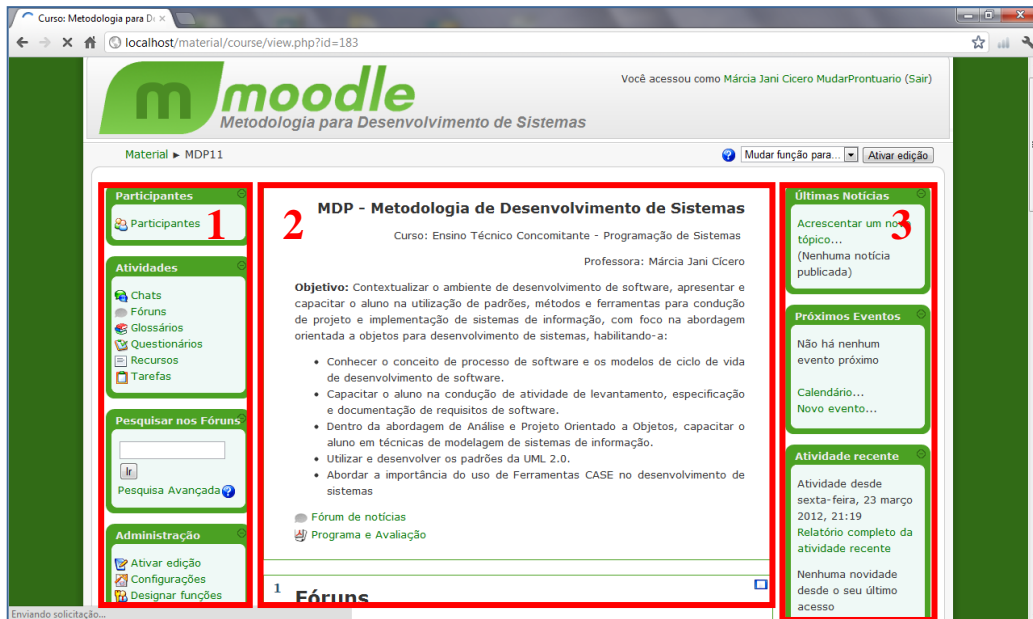 Curso: Metodologia para De
localhost/material/course/view.php?id=183
m moodle
Metodologia para Desenvolvimento de Sistemas
Você acessou como Márcia Jani Cicero MudarProntuario (Sair)
Material ► MDP11
Mudar função para...
Ativar edição
1
Participantes
Participantes
Atividades
Chats
Fóruns
Glossários
Questionários
Recursos
Tarefas
Pesquisar nos Fóruns
Ir
Pesquisa Avançada
Administração
Ativar edição
Configurações
Designar funções
2
MDP - Metodologia de Desenvolvimento de Sistemas
Curso: Ensino Técnico Concomitante - Programação de Sistemas
Professora: Márcia Jani Cícero
Objetivo: Contextualizar o ambiente de desenvolvimento de software, apresentar e
capacitar o aluno na utilização de padrões, métodos e ferramentas para condução
de projeto e implementação de sistemas de informação, com foco na abordagem
orientada a objetos para desenvolvimento de sistemas, habilitando-a:
• Conhecer o conceito de processo de software e os modelos de ciclo de vida
de desenvolvimento de software.
• Capacitar o aluno na condução de atividade de levantamento, especificação
e documentação de requisitos de software.
• Dentro da abordagem de Análise e Projeto Orientado a Objetos, capacitar o
aluno em técnicas de modelagem de sistemas de informação.
• Utilizar e desenvolver os padrões da UML 2.0.
• Abordar a importância do uso de Ferramentas CASE no desenvolvimento de
sistemas
Fórum de notícias
Programa e Avaliação
1
Fóruns
3
Últimas Notícias
Acrescentar um novo
tópico...
(Nenhuma notícia
publicada)
Próximos Eventos
Não há nenhum
evento próximo
Calendário...
Novo evento...
Atividade recente
Atividade desde
sexta-feira, 23 março
2012, 21:19
Relatório completo da
atividade recente
Nenhuma novidade
desde o seu último
acesso
Enviando solicitação...